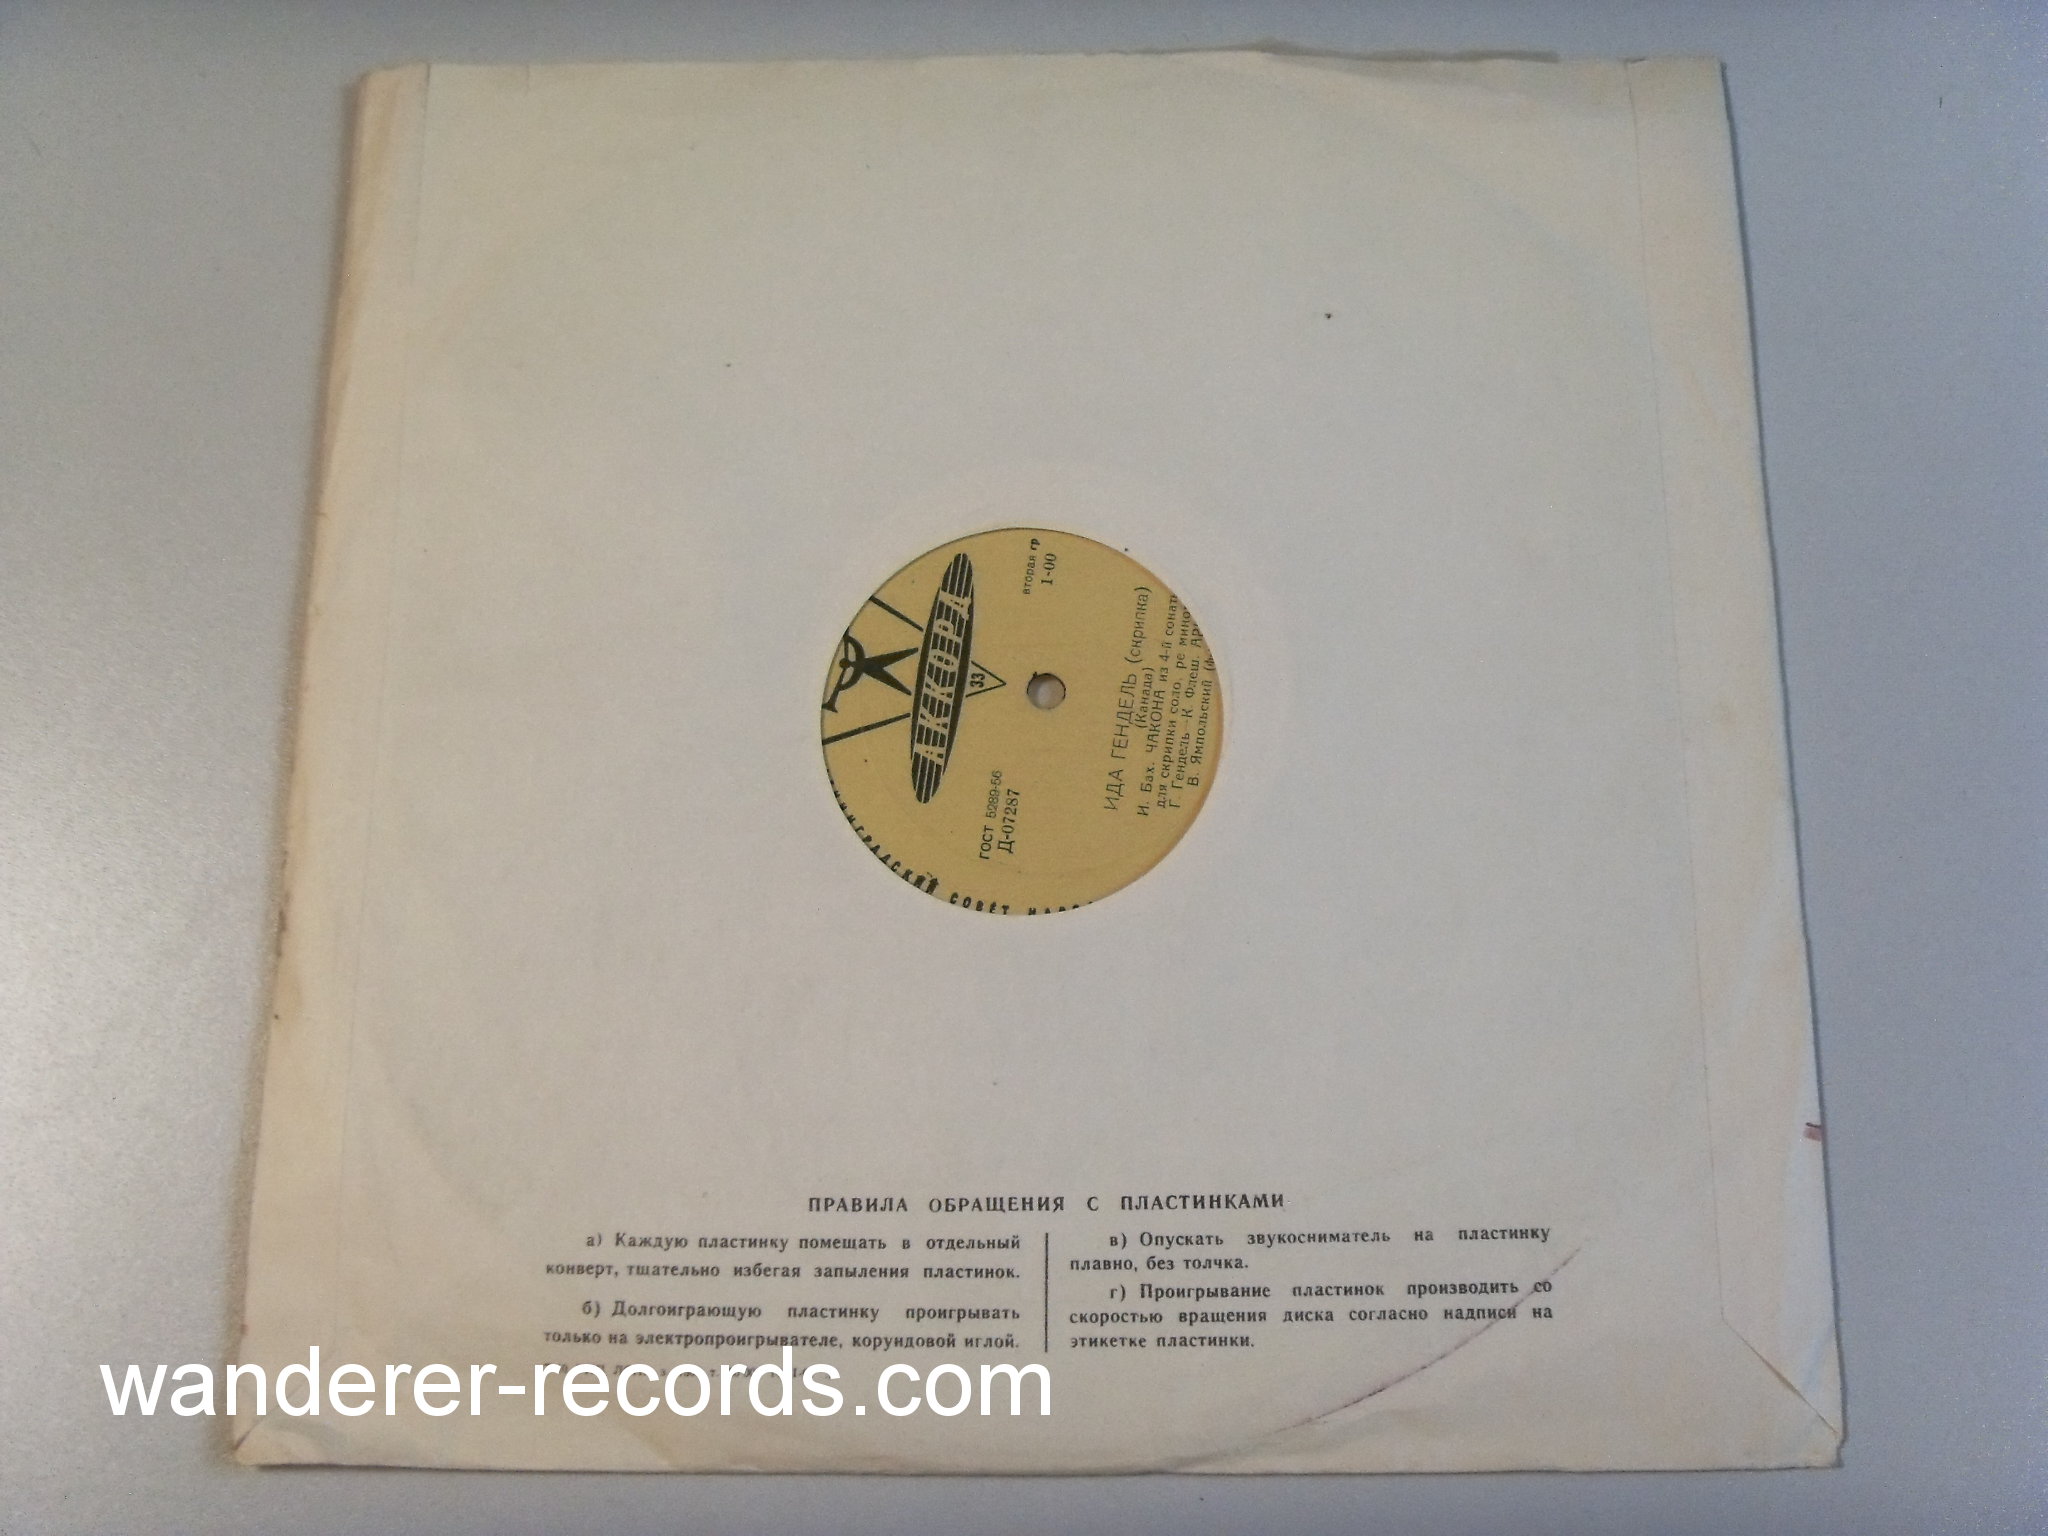 АККОРД
33
вторая гр
1-00
ГОСТ 5289-56
Д-07287
ИДА ГЕНДЕЛЬ (скрипка)
(Канада)
И. Бах. ЧАКОНА из 4-й
для скрипки соло, ре
Г. Гендель—К. Флеш.
В. Ямпольский
СОВЕТ
ПРАВИЛА ОБРАЩЕНИЯ С ПЛАСТИНКАМИ
а) Каждую пластинку помещать в отдельный
конверт, тщательно избегая запыления пластинок.
б) Долгоиграющую пластинку проигрывать
только на электропроигрывателе, корундовой иглой.
в) Опускать звукосниматель на пластинку
плавно, без толчка.
г) Проигрывание пластинок производить со
скоростью вращения диска согласно надписи на
этикетке пластинки.
wanderer-records.com